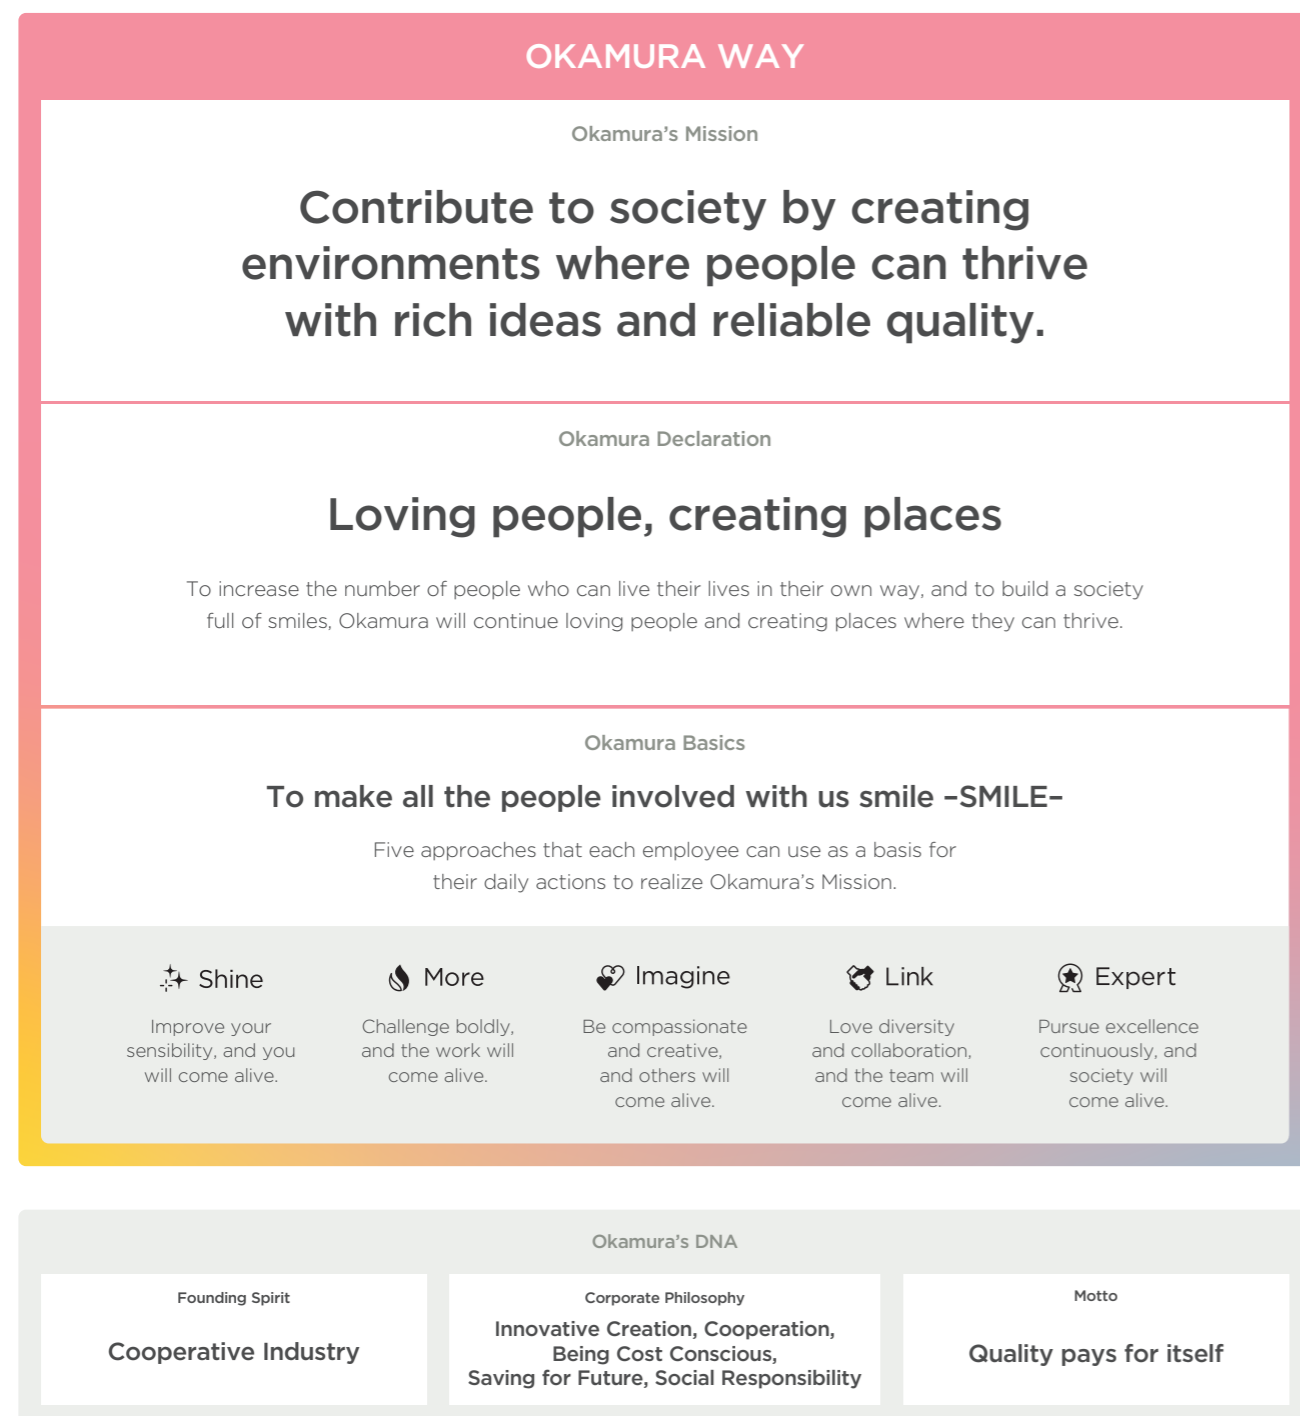 OKAMURA WAY
Okamura’s Mission
Contribute to society by creating
environments where people can thrive
with rich ideas and reliable quality.
Okamura Declaration
Loving people, creating places
To increase the number of people who can live their lives in their own way, and to build a society
full of smiles, Okamura will continue loving people and creating places where they can thrive.
Okamura Basics
To make all the people involved with us smile –SMILE–
Five approaches that each employee can use as a basis for
their daily actions to realize Okamura’s Mission.
Shine
Improve your
sensibility, and you
will come alive.
More
Challenge boldly,
and the work will
come alive.
Imagine
Be compassionate
and creative,
and others will
come alive.
Link
Love diversity
and collaboration,
and the team will
come alive.
Expert
Pursue excellence
continuously, and
society will
come alive.
Okamura’s DNA
Founding Spirit
Cooperative Industry
Corporate Philosophy
Innovative Creation, Cooperation,
Being Cost Conscious,
Saving for Future, Social Responsibility
Motto
Quality pays for itself